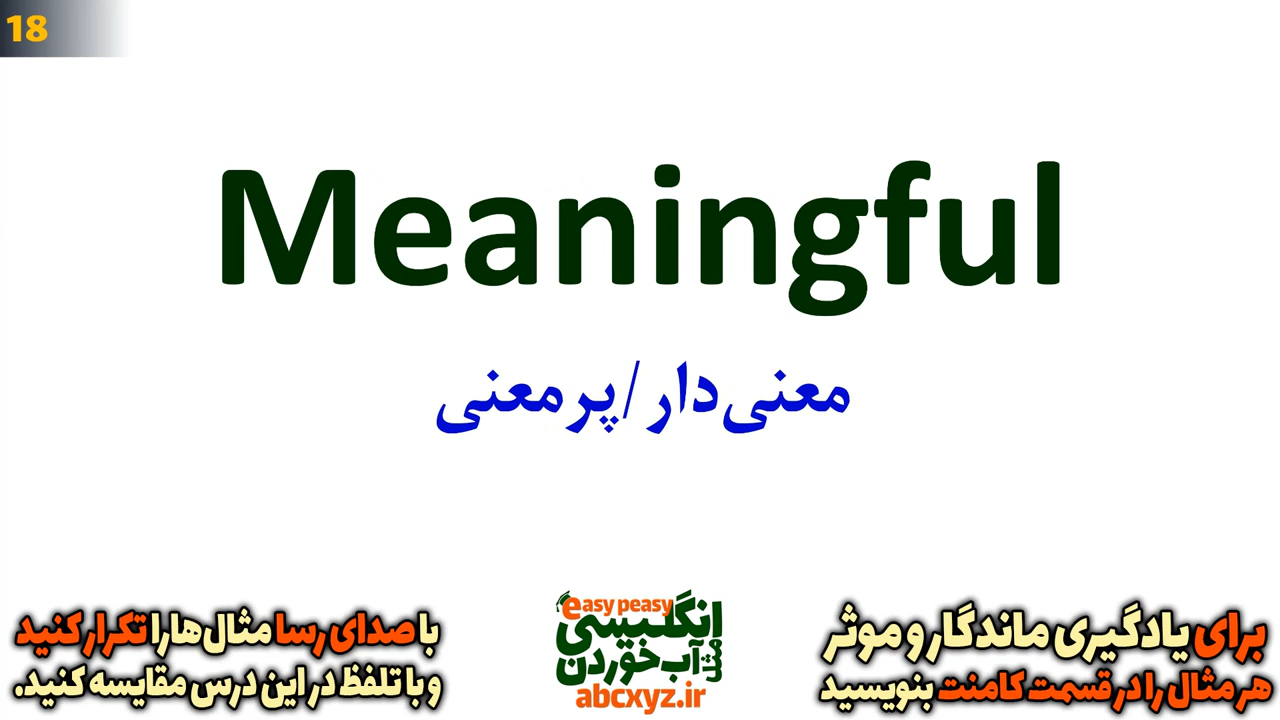 18
Meaningful
معنی‌دار/پرمعنی
با صدای رسا مثال‌ها را تکرار کنید
و با تلفظ در این درس مقایسه کنید.
easy peasy
انگلیسی
مثل آب خوردن
abcxyz.ir
برای یادگیری ماندگار و موثر
هر مثال را در قسمت کامنت بنویسید